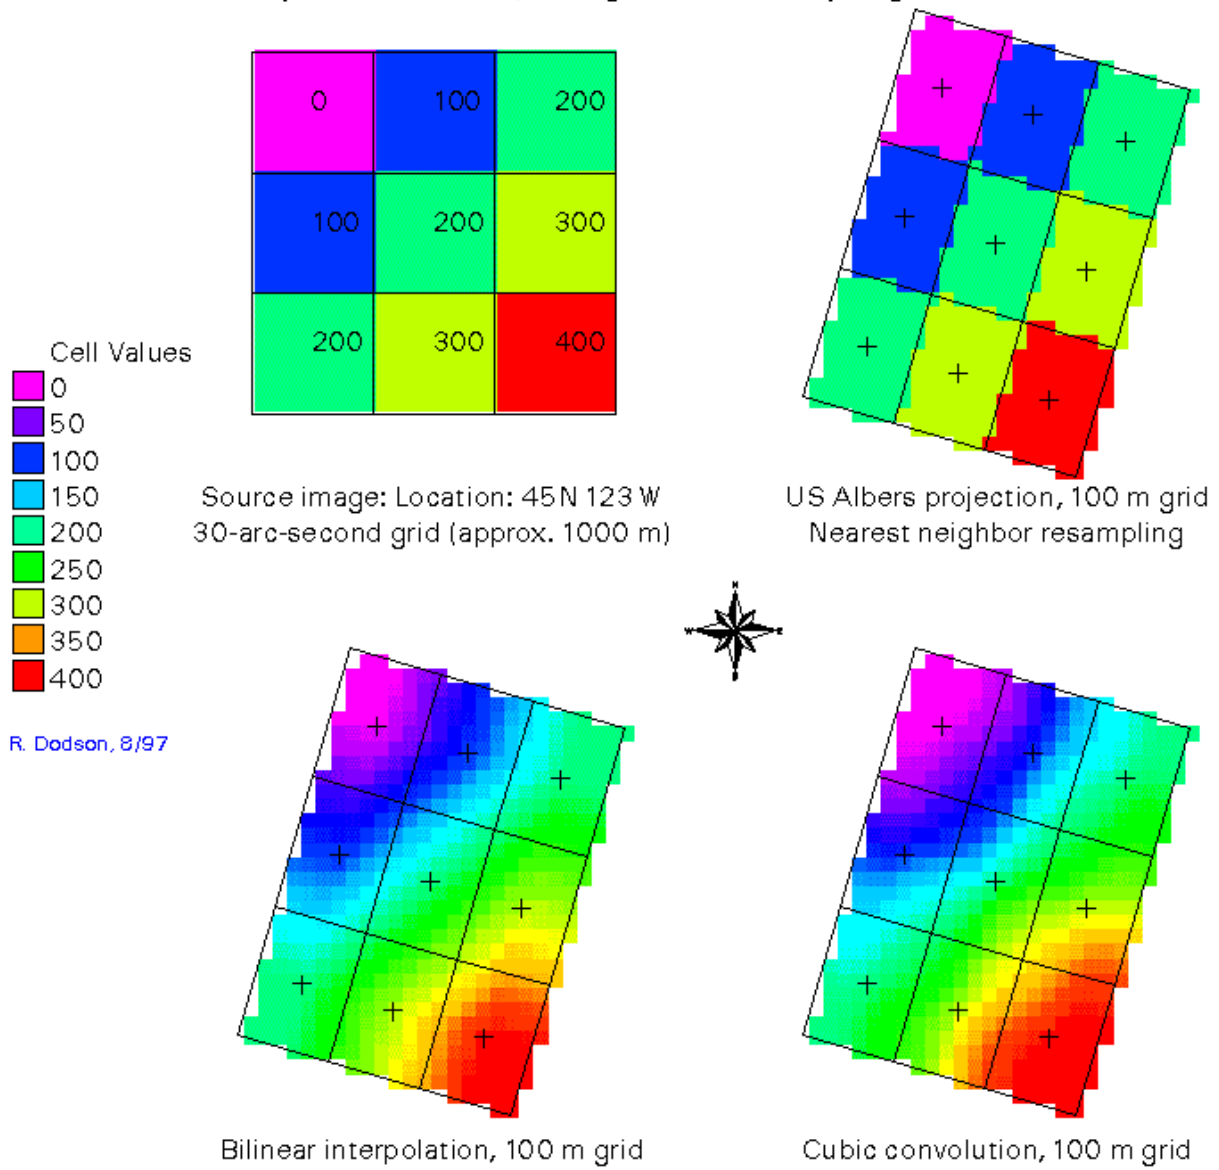 0 100 200
100 200 300
200 300 400
Cell Values
0
50
100
150
200
250
300
350
400
Source image: Location: 45N 123W
30-arc-second grid (approx. 1000 m)
US Albers projection, 100 m grid
Nearest neighbor resampling
N
W E
S
R. Dodson, 8/97
Bilinear interpolation, 100 m grid
Cubic convolution, 100 m grid